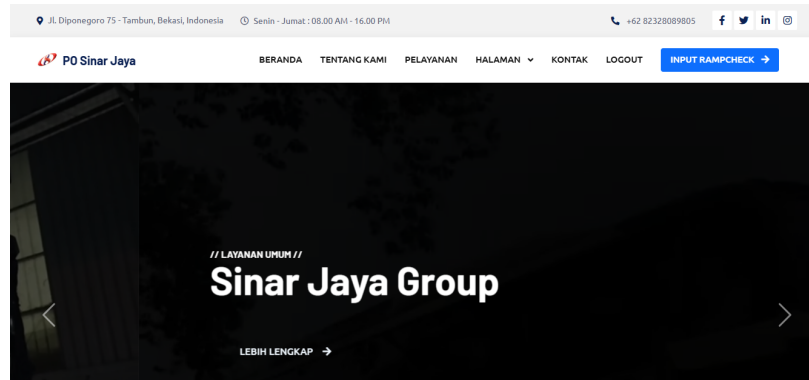 Jl. Diponegoro 75 - Tambun, Bekasi, Indonesia Senin - Jumat : 08.00 AM - 16.00 PM +62 82328089805
PO Sinar Jaya BERANDA TENTANG KAMI PELAYANAN HALAMAN KONTAK LOGOUT INPUT RAMPCHECK
// LAYANAN UMUM //
Sinar Jaya Group
LEBIH LENGKAP